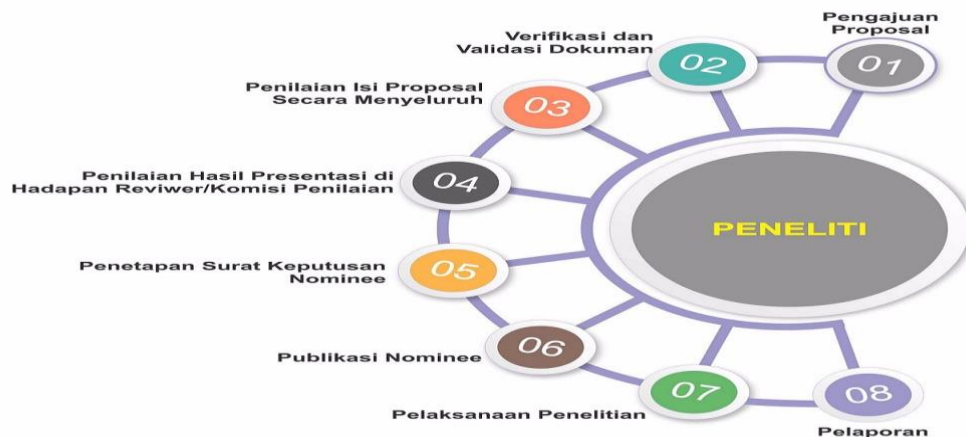 01
Pengajuan
Proposal
02
Verifikasi dan
Validasi Dokuman
03
Penilaian Isi Proposal
Secara Menyeluruh
04
Penilaian Hasil Presentasi di
Hadapan Reviwer/Komisi Penilaian
05
Penetapan Surat Keputusan
Nominee
06
Publikasi Nominee
07
Pelaksanaan Penelitian
08
Pelaporan
PENELITI